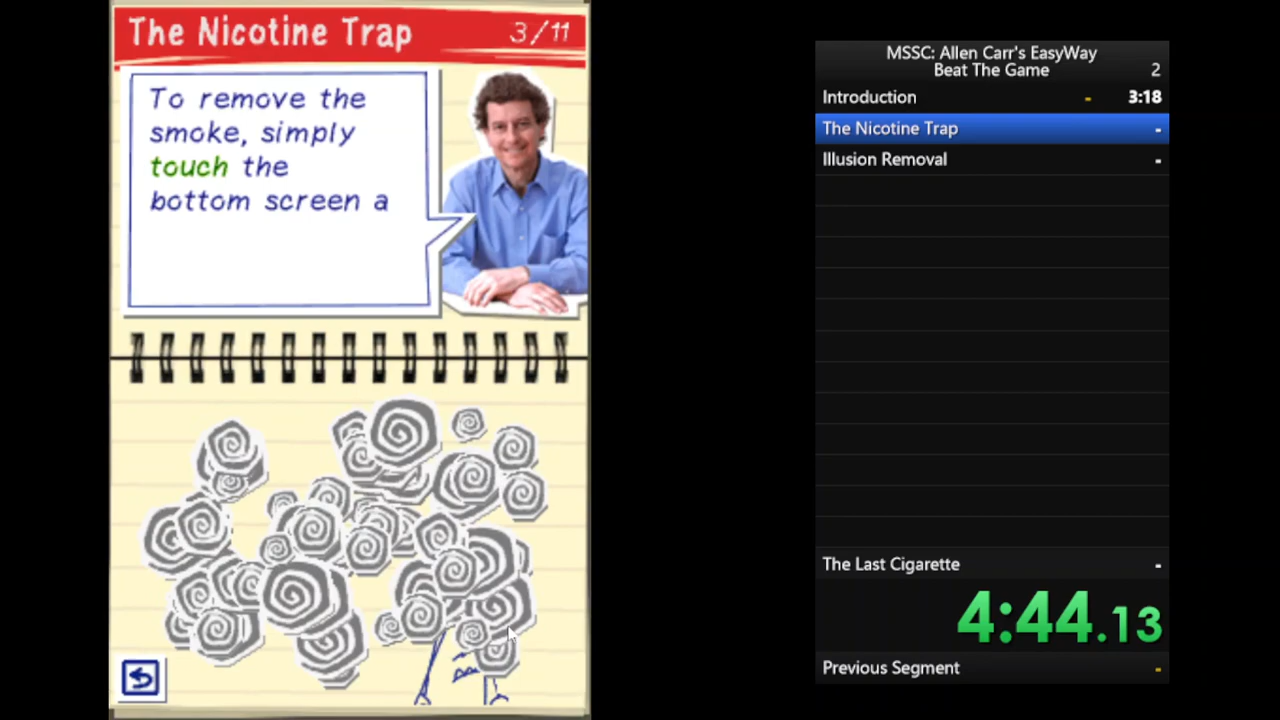 The Nicotine Trap
3/11
To remove the
smoke, simply
touch the
bottom screen a
MSSC: Allen Carr's EasyWay
Beat The Game
2
Introduction - 3:18
The Nicotine Trap -
Illusion Removal -
The Last Cigarette -
4:44.13
Previous Segment -